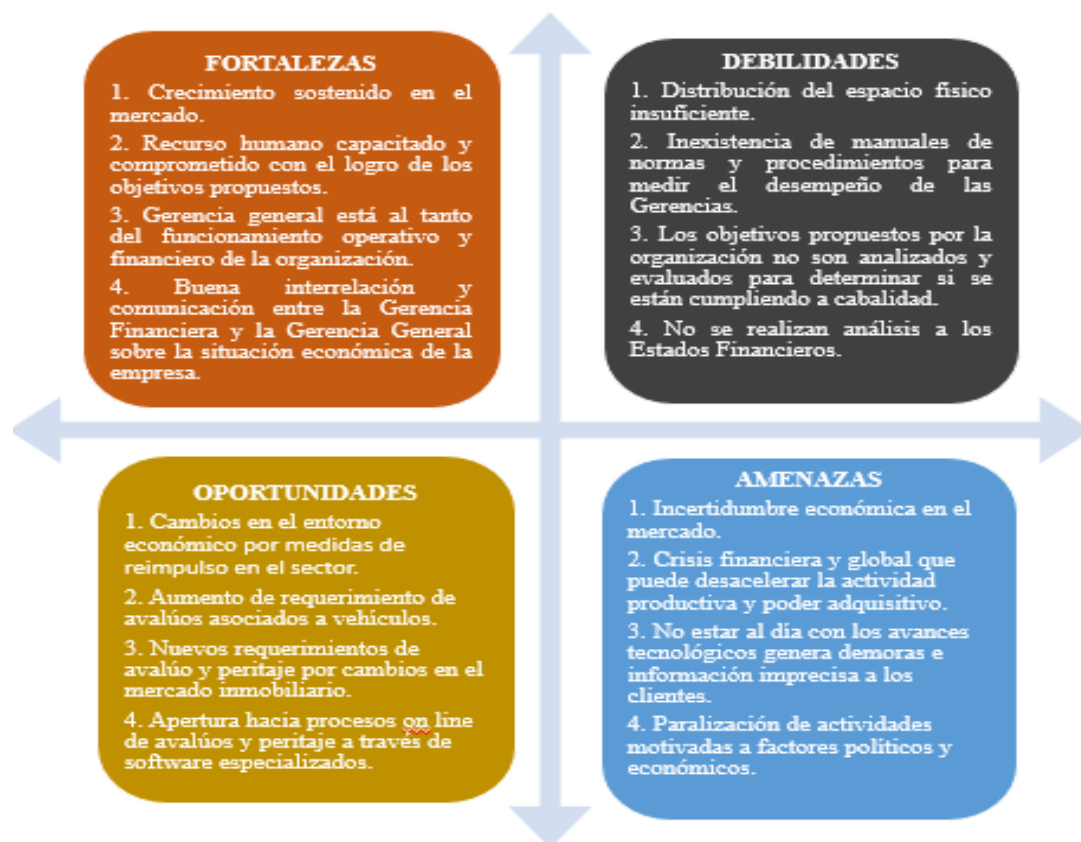 FORTALEZAS
1. Crecimiento sostenido en el
mercado.
2. Recurso humano capacitado y
comprometido con el logro de los
objetivos propuestos.
3. Gerencia general está al tanto
del funcionamiento operativo y
financiero de la organización.
4. Buena interrelación y
comunicación entre la Gerencia
Financiera y la Gerencia General
sobre la situación económica de la
empresa.
DEBILIDADES
1. Distribución del espacio fisico
insuficiente.
2. Inexistencia de manuales de
normas y procedimientos para
medir el desempeño de las
Gerencias.
3. Los objetivos propuestos por la
organización no son analizados y
evaluados para determinar si se
están cumpliendo a cabalidad.
4. No se realizan análisis a los
Estados Financieros.
OPORTUNIDADES
1. Cambios en el entorno
económico por medidas de
reimpulso en el sector.
2. Aumento de requerimiento de
avalúos asociados a vehículos.
3. Nuevos requerimientos de
avalúo y peritaje por cambios en el
mercado inmobiliario.
4. Apertura hacia procesos on line
de avalúos y peritaje a través de
software especializados.
AMENAZAS
1. Incertidumbre económica en el
mercado.
2. Crisis financiera y global que
puede desacelerar la actividad
productiva y poder adquisitivo.
3. No estar al día con los avances
tecnológicos genera demoras e
información imprecisa a los
clientes.
4. Paralización de actividades
motivadas a factores políticos y
económicos.